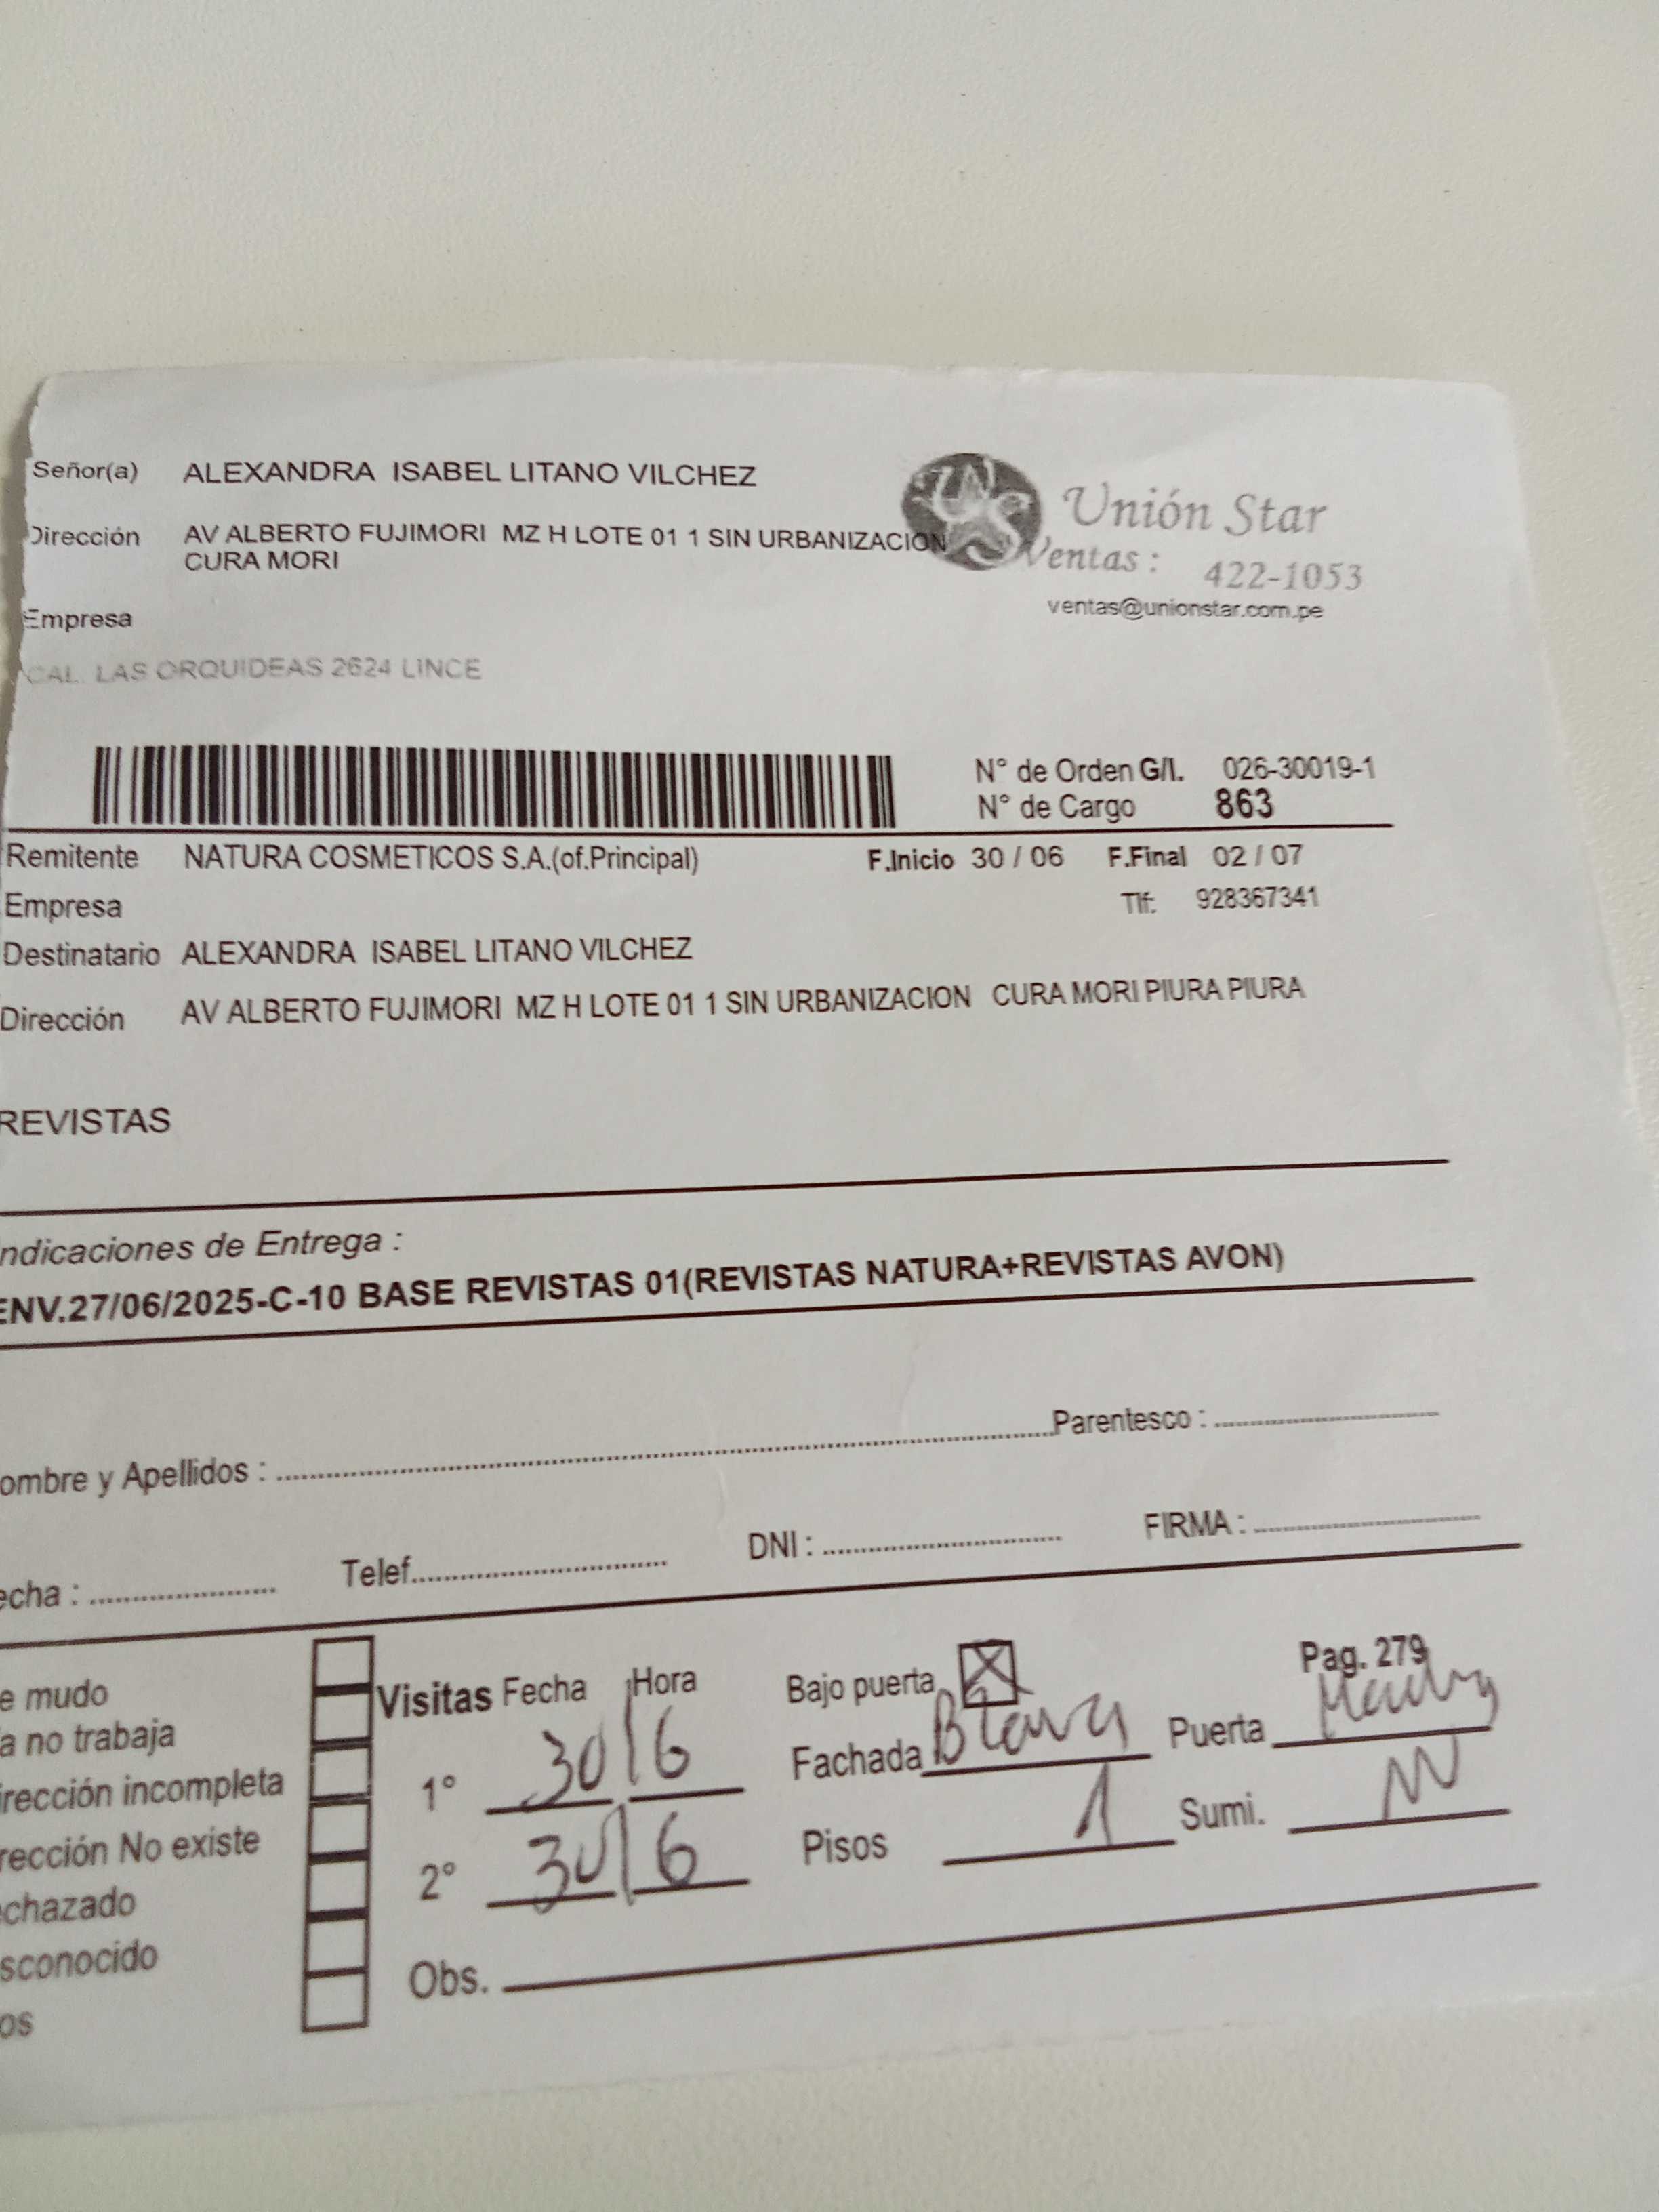 Señor(a) ALEXANDRA ISABEL LITANO VILCHEZ
Dirección AV ALBERTO FUJIMORI MZ H LOTE 01 1 SIN URBANIZACION
CURA MORI
Unión Star
Ventas : 422-1053
ventas@unionstar.com.pe
Empresa
CAL. LAS ORQUIDEAS 2624 LINCE
N° de Orden G/I. 026-30019-1
N° de Cargo 863
Remitente NATURA COSMETICOS S.A.(of.Principal) F.Inicio 30 / 06 F.Final 02 / 07
Empresa Tlf: 928367341
Destinatario ALEXANDRA ISABEL LITANO VILCHEZ
Dirección AV ALBERTO FUJIMORI MZ H LOTE 01 1 SIN URBANIZACION CURA MORI PIURA PIURA
REVISTAS
ndicaciones de Entrega :
ENV.27/06/2025-C-10 BASE REVISTAS 01(REVISTAS NATURA+REVISTAS AVON)
ombre y Apellidos : Parentesco :
echa : Telef. DNI : FIRMA :
Pag. 279
e mudo Visitas Fecha Hora Bajo puerta X
a no trabaja Fachada Puerta
irección incompleta 1° 30/6
rección No existe 2° 30/6 Pisos 1 Sumi.
echazado
sconocido Obs.
os